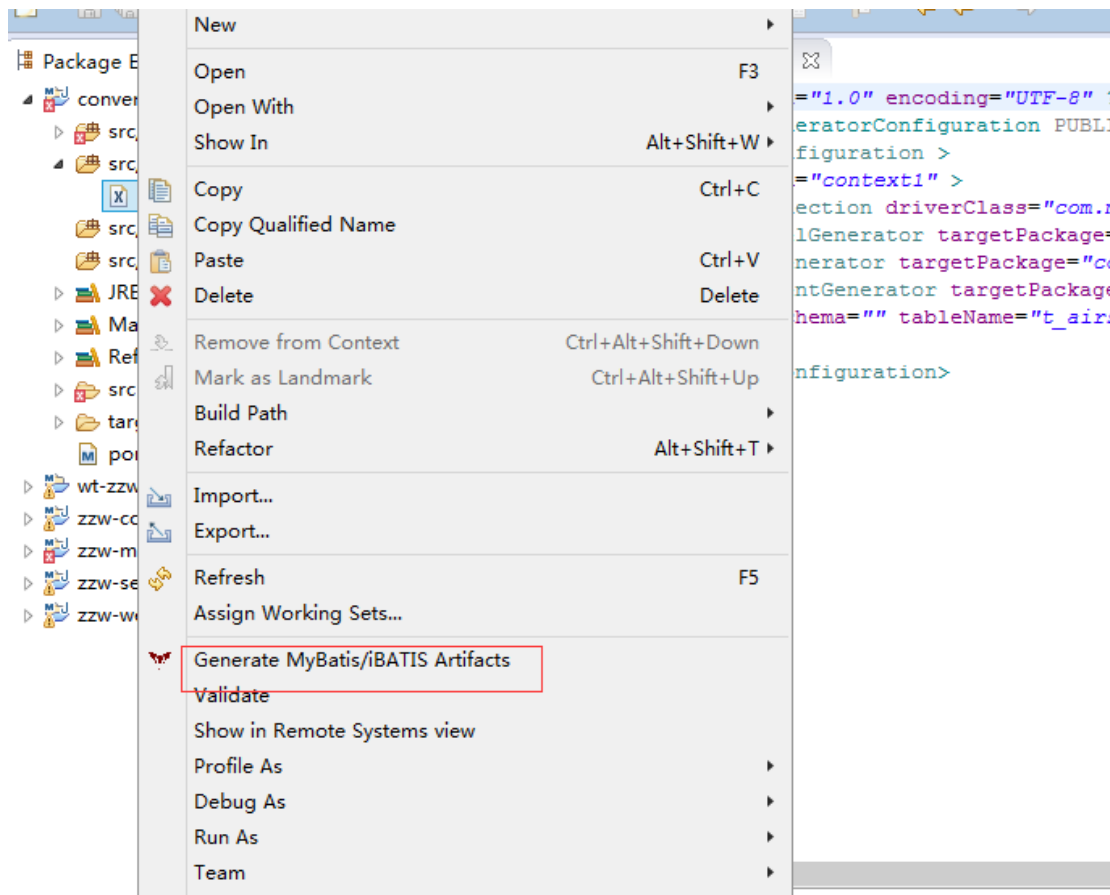 New
Package E
Open F3
conver
Open With
="1.0" encoding="UTF-8" ?
src/
Show In Alt+Shift+W
eratorConfiguration PUBLI
src/
figuration >
Copy Ctrl+C
="context1" >
src/
Copy Qualified Name
ection driverClass="com.m
src/
Paste Ctrl+V
lGenerator targetPackage=
JRE
Delete Delete
nerator targetPackage="co
Ma
ntGenerator targetPackage
Ref
Remove from Context Ctrl+Alt+Shift+Down
hema="" tableName="t_airs
src
Mark as Landmark Ctrl+Alt+Shift+Up
nfiguration>
targ
Build Path
pom
Refactor Alt+Shift+T
wt-zzw
Import...
zzw-co
Export...
zzw-m
Refresh F5
zzw-se
Assign Working Sets...
zzw-we
Generate MyBatis/iBATIS Artifacts
Validate
Show in Remote Systems view
Profile As
Debug As
Run As
Team